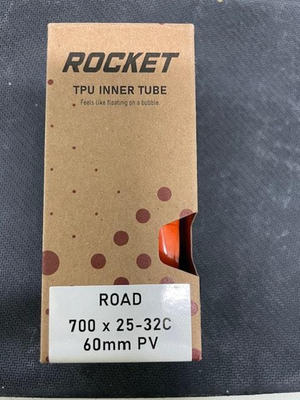 ROCKET
TPU INNER TUBE
Feels like floating on a bubble.
ROAD
700 x 25-32C
60mm PV